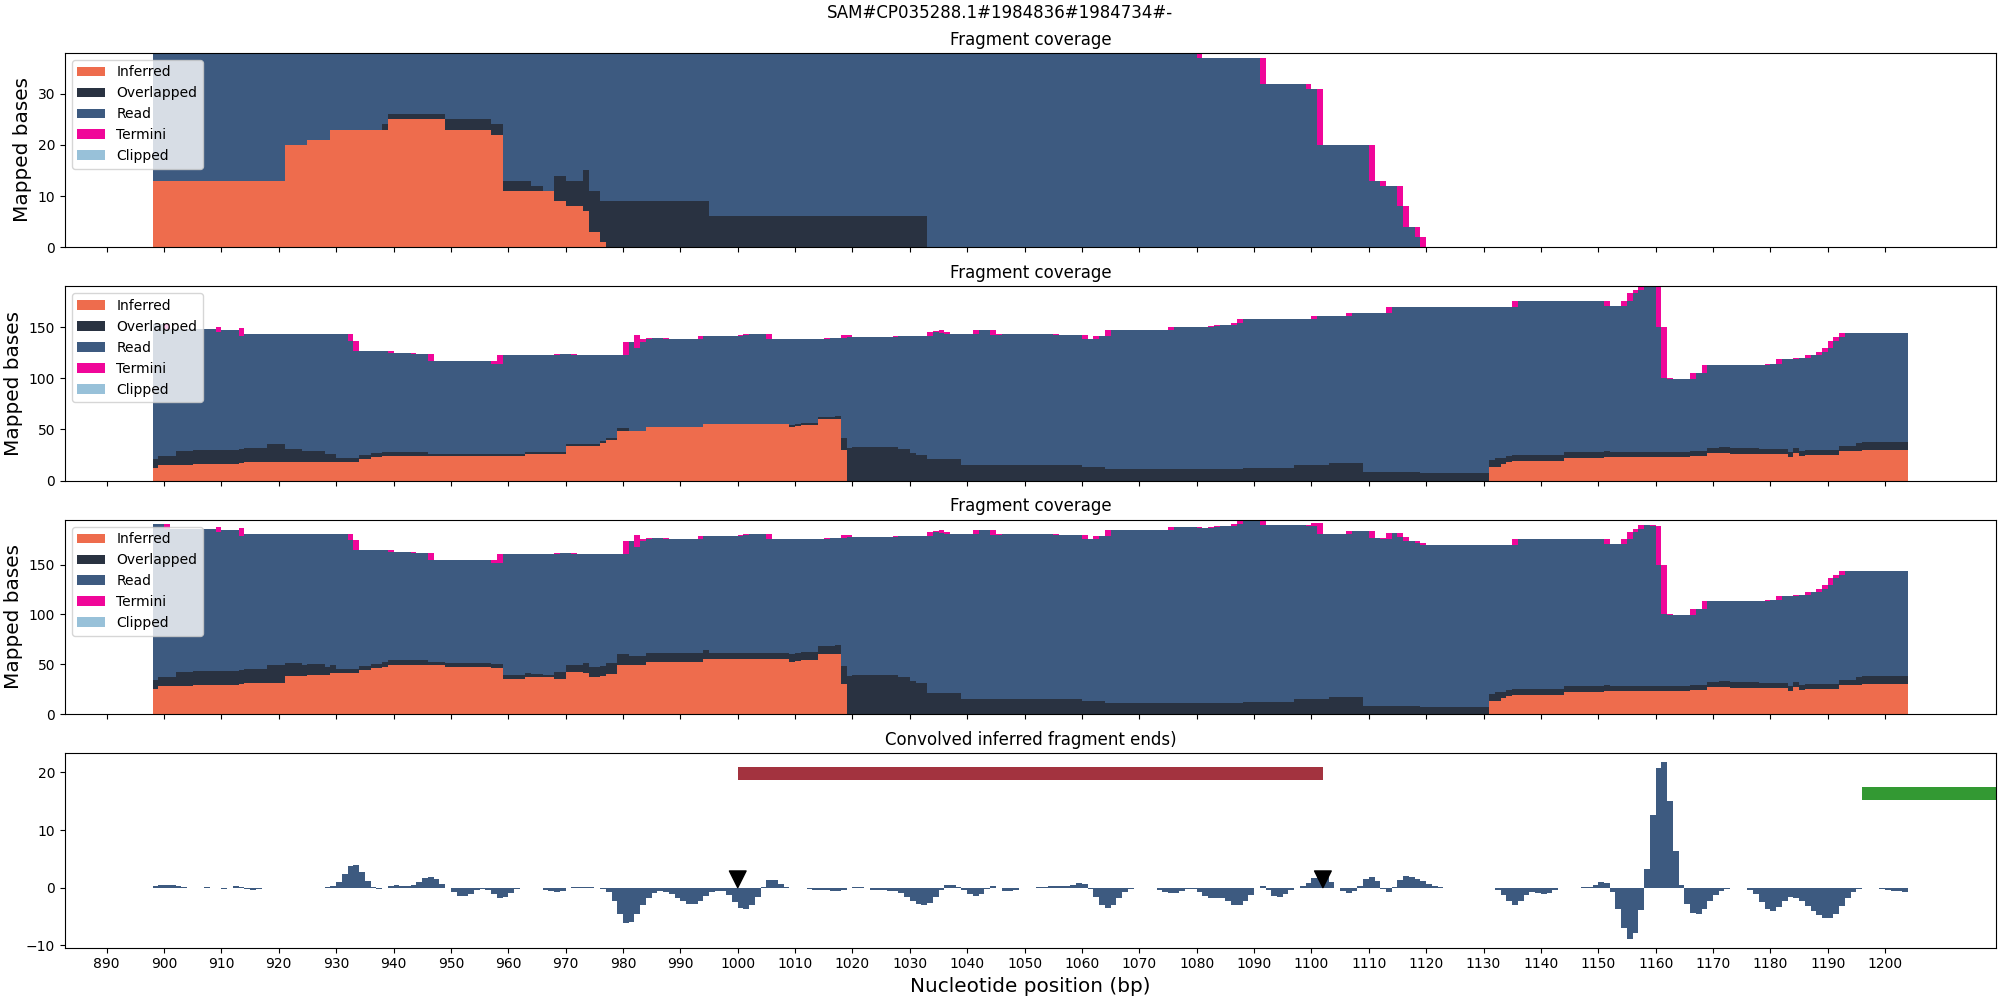 SAM#CP035288.1#1984836#1984734#-
Fragment coverage
Mapped bases
30
20
10
0
Inferred
Overlapped
Read
Termini
Clipped
Fragment coverage
Mapped bases
150
100
50
0
Inferred
Overlapped
Read
Termini
Clipped
Fragment coverage
Mapped bases
150
100
50
0
Inferred
Overlapped
Read
Termini
Clipped
Convolved inferred fragment ends)
20
10
0
−10
890 900 910 920 930 940 950 960 970 980 990 1000 1010 1020 1030 1040 1050 1060 1070 1080 1090 1100 1110 1120 1130 1140 1150 1160 1170 1180 1190 1200
Nucleotide position (bp)